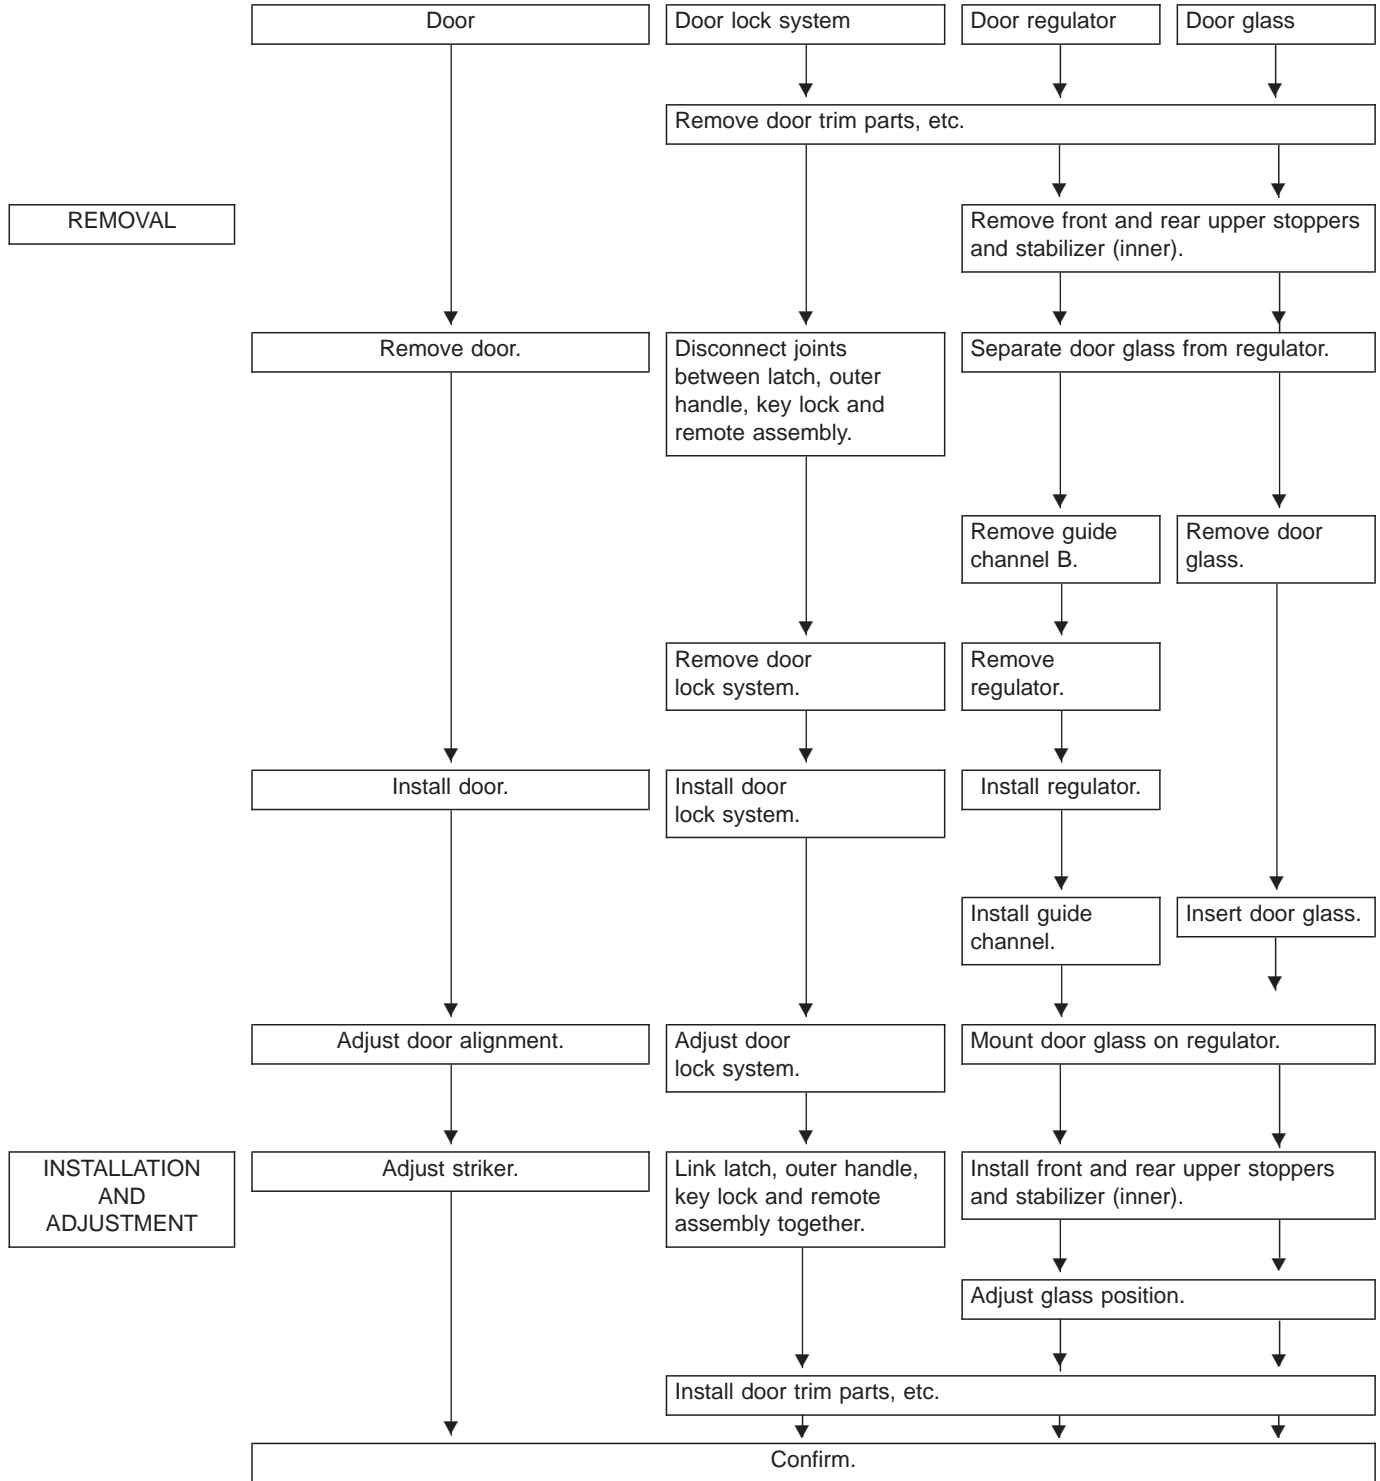 Door
Door lock system
Door regulator
Door glass
Remove door trim parts, etc.
REMOVAL
Remove front and rear upper stoppers
and stabilizer (inner).
Remove door.
Disconnect joints
between latch, outer
handle, key lock and
remote assembly.
Separate door glass from regulator.
Remove guide
channel B.
Remove door
glass.
Remove door
lock system.
Remove
regulator.
Install door.
Install door
lock system.
Install regulator.
Install guide
channel.
Insert door glass.
Adjust door alignment.
Adjust door
lock system.
Mount door glass on regulator.
INSTALLATION
AND
ADJUSTMENT
Adjust striker.
Link latch, outer handle,
key lock and remote
assembly together.
Install front and rear upper stoppers
and stabilizer (inner).
Adjust glass position.
Install door trim parts, etc.
Confirm.